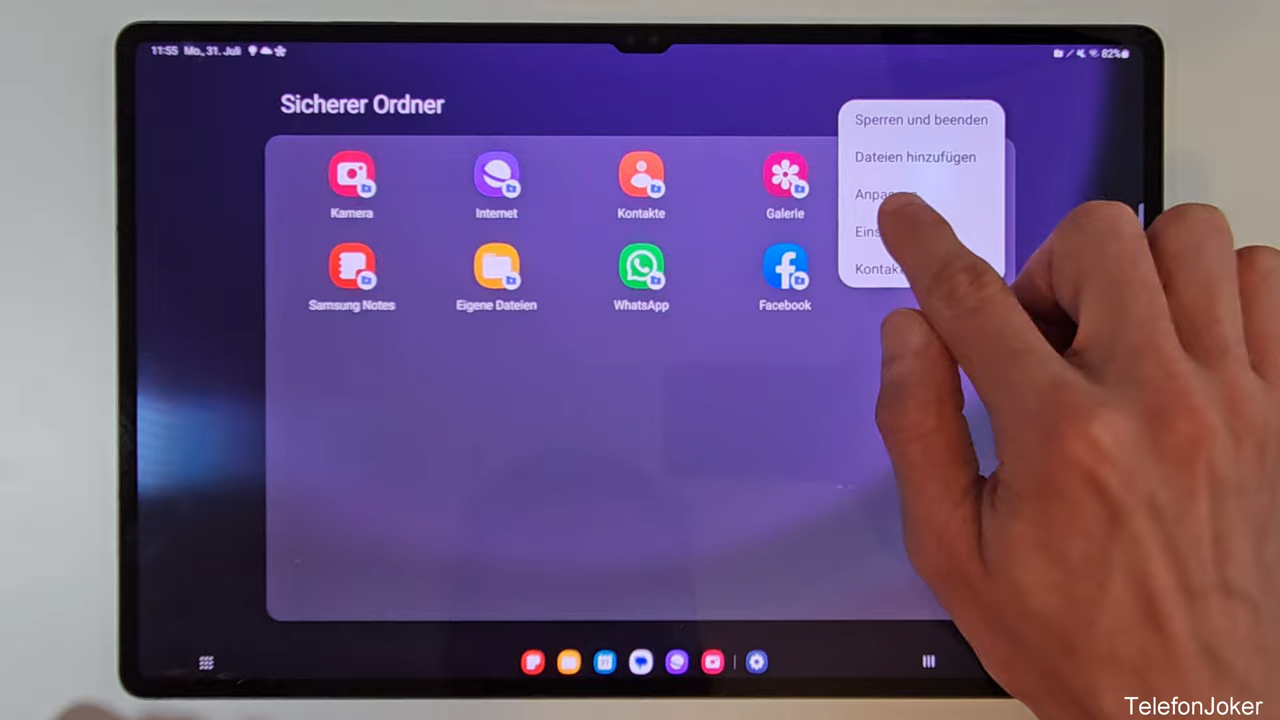 11:55 Mo., 31. Juli
82%
Sicherer Ordner
Sperren und beenden
Dateien hinzufügen
Kamera
Internet
Kontakte
Galerie
Samsung Notes
Eigene Dateien
WhatsApp
Facebook
TelefonJoker